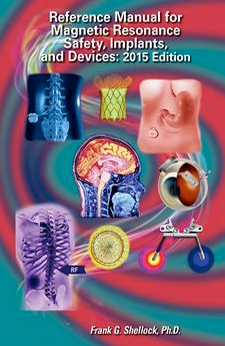 Reference Manual for
Magnetic Resonance
Safety, Implants,
and Devices: 2015 Edition
RF
Frank G. Shellock, Ph.D.